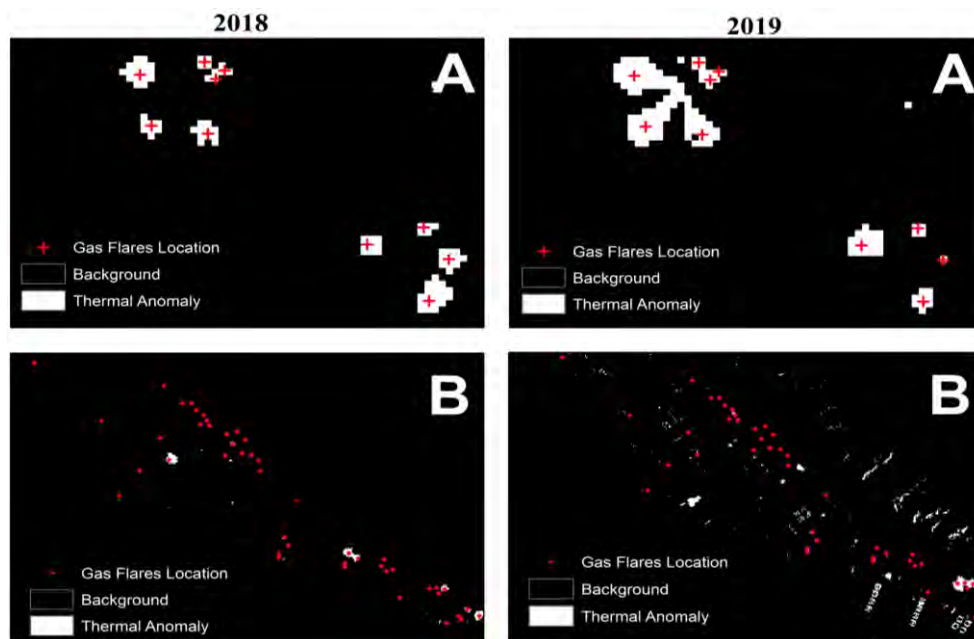 2018
2019
A
Gas Flares Location
Background
Thermal Anomaly
A
Gas Flares Location
Background
Thermal Anomaly
B
Gas Flares Location
Background
Thermal Anomaly
B
Gas Flares Location
Background
Thermal Anomaly